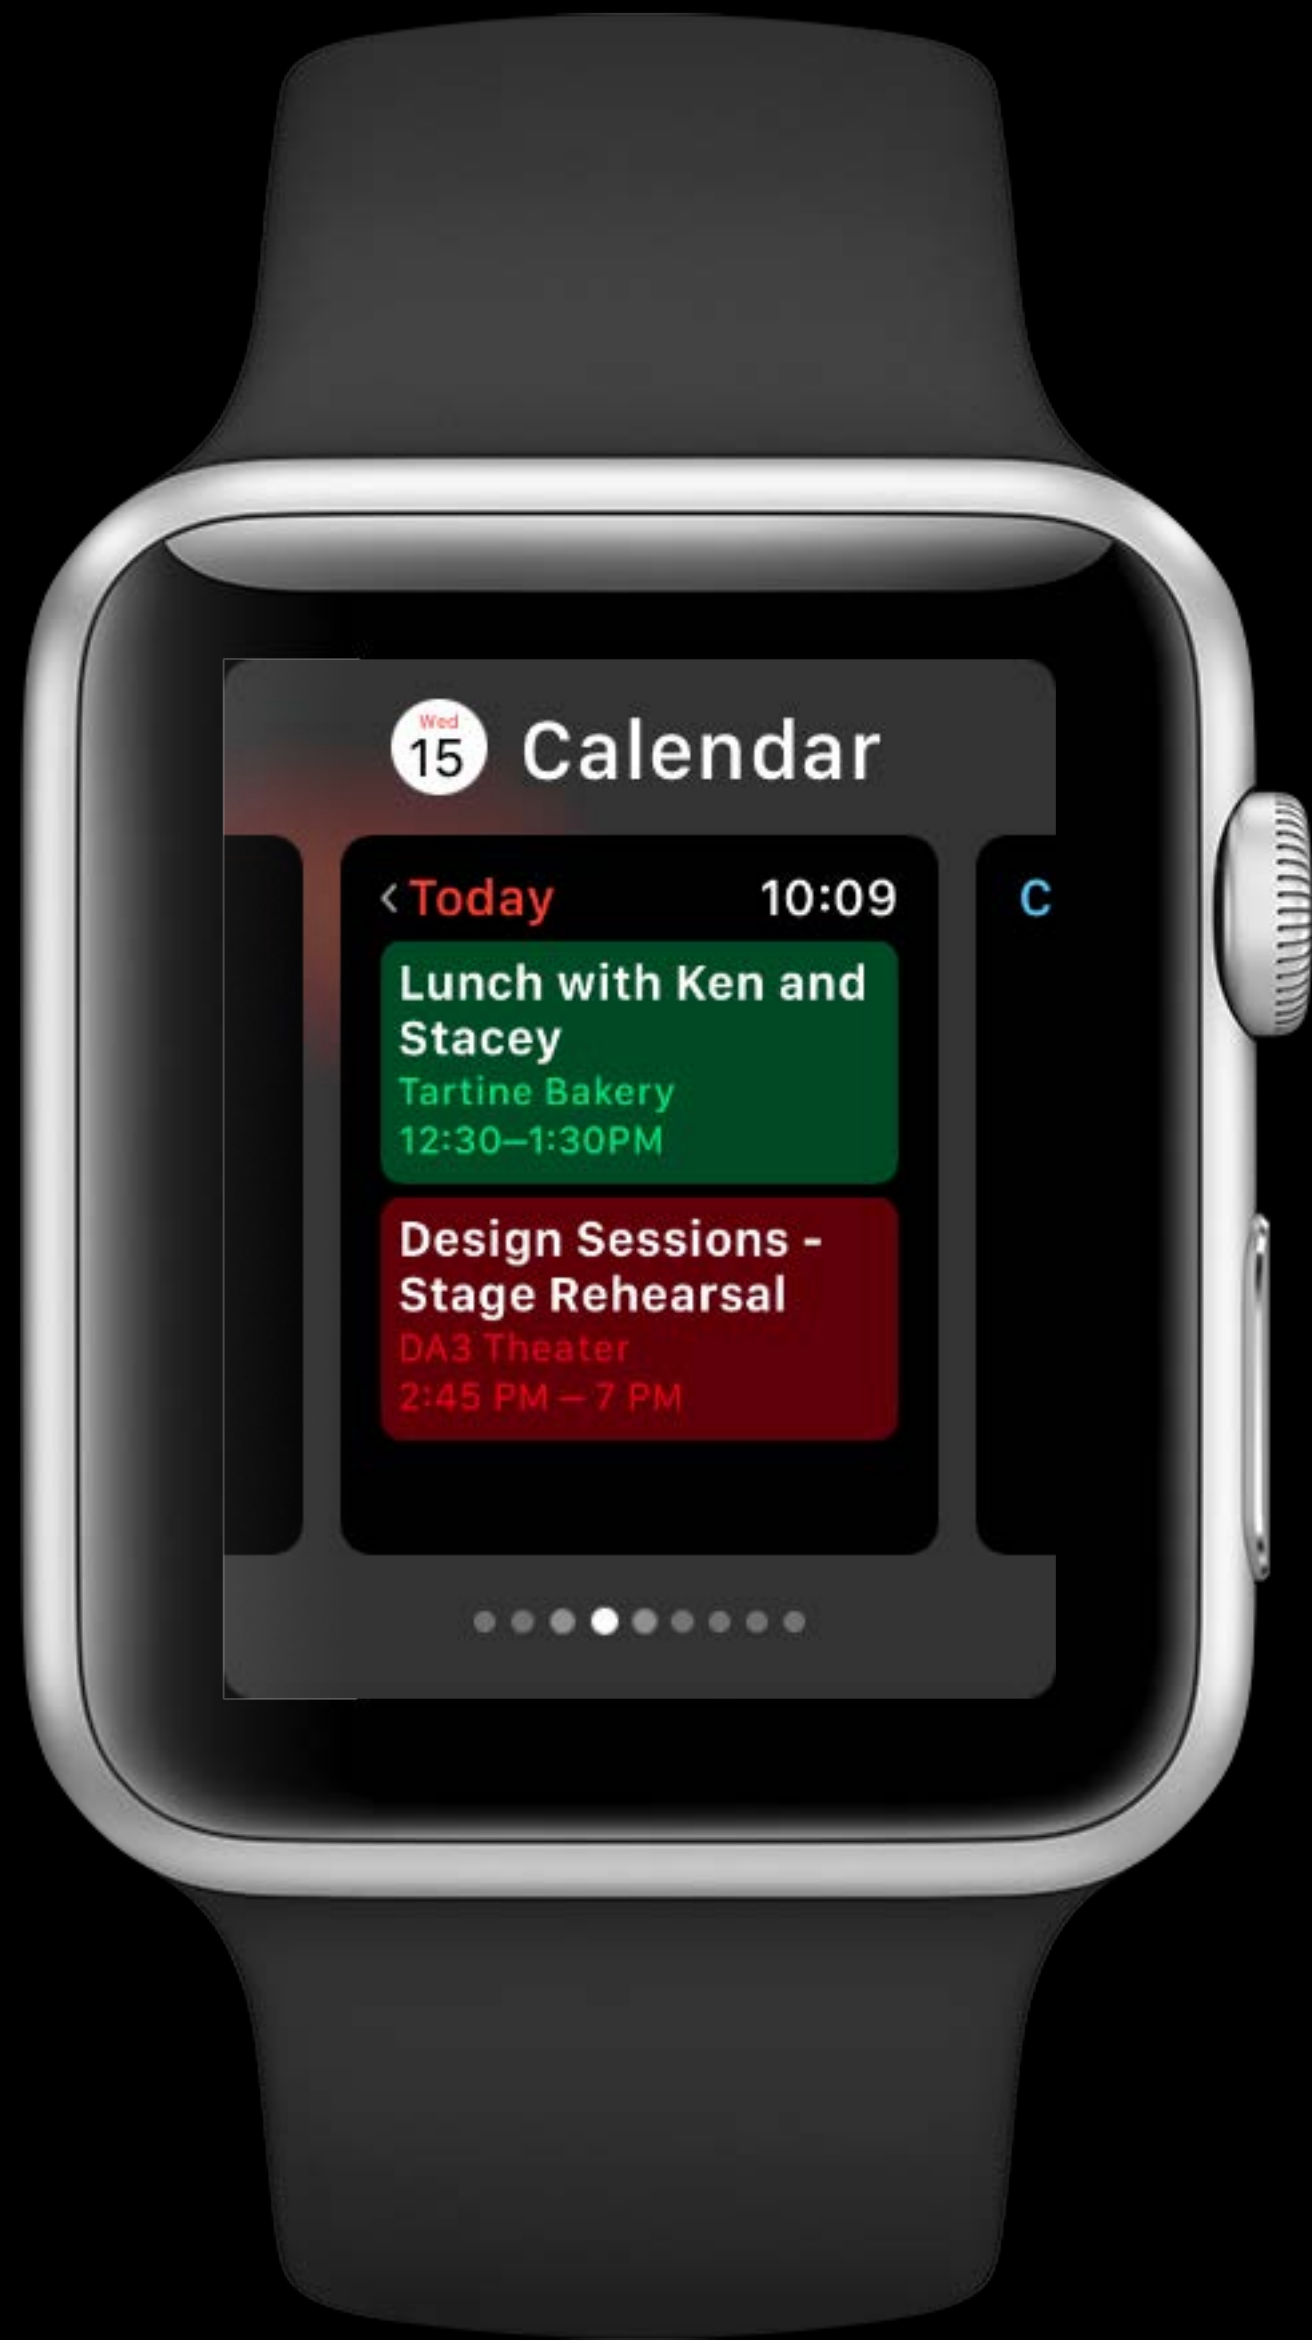 Wed
15
Calendar
Today
10:09
C
Lunch with Ken and
Stacey
Tartine Bakery
12:30–1:30PM
Design Sessions -
Stage Rehearsal
DA3 Theater
2:45 PM – 7 PM